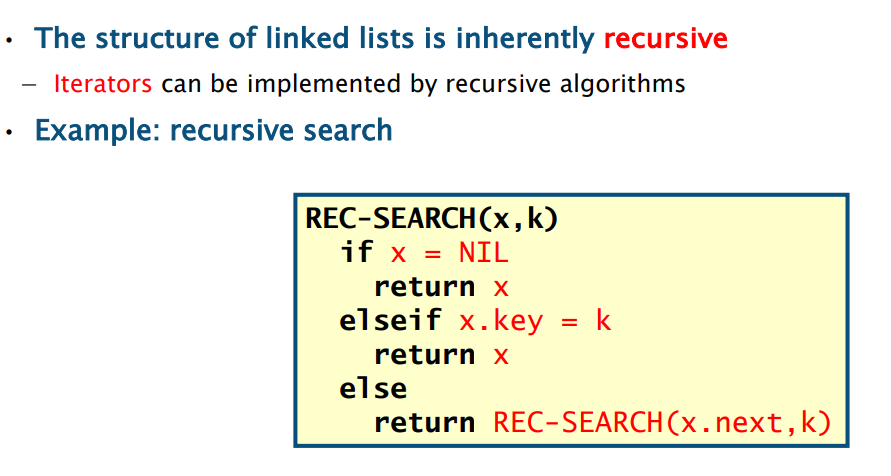 • The structure of linked lists is inherently recursive
– Iterators can be implemented by recursive algorithms
• Example: recursive search
REC-SEARCH(x,k)
if x = NIL
return x
elseif x.key = k
return x
else
return REC-SEARCH(x.next,k)